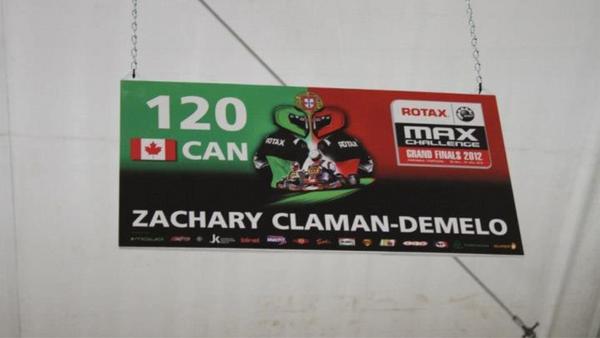 120
CAN
ROTAX
ROTAX
ROTAX
MAX
CHALLENGE
GRAND FINALS 2012
ZACHARY CLAMAN-DEMELO